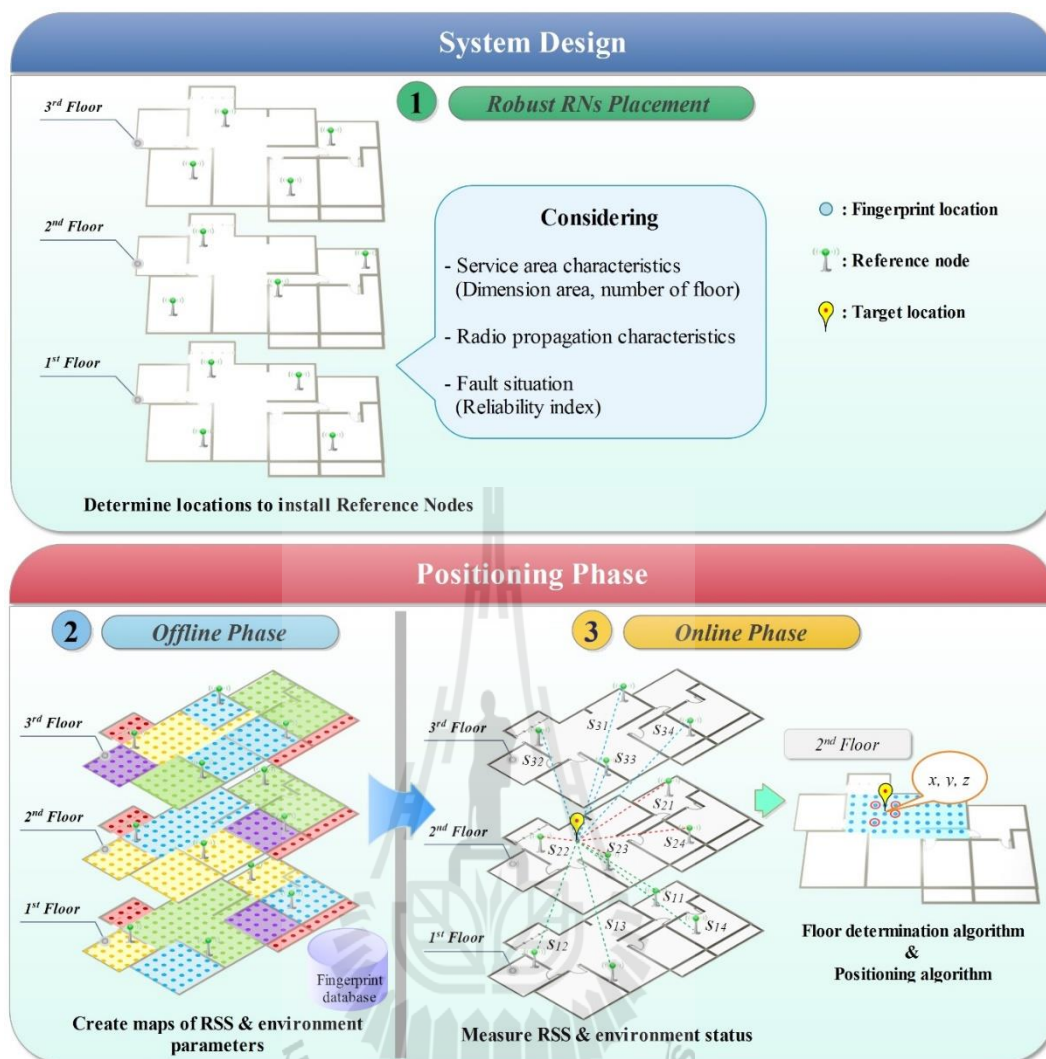 System Design
1 Robust RNs Placement
3rd Floor
2nd Floor
1st Floor
Considering
- Service area characteristics
(Dimension area, number of floor)
- Radio propagation characteristics
- Fault situation
(Reliability index)
: Fingerprint location
: Reference node
: Target location
Determine locations to install Reference Nodes
Positioning Phase
2 Offline Phase
3rd Floor
2nd Floor
1st Floor
Fingerprint
database
Create maps of RSS & environment
parameters
3 Online Phase
3rd Floor
S31
S34
S32
S33
2nd Floor
S21
S22
S23
S24
1st Floor
S11
S13
S14
S12
Measure RSS & environment status
2nd Floor
x, y, z
Floor determination algorithm
&
Positioning algorithm